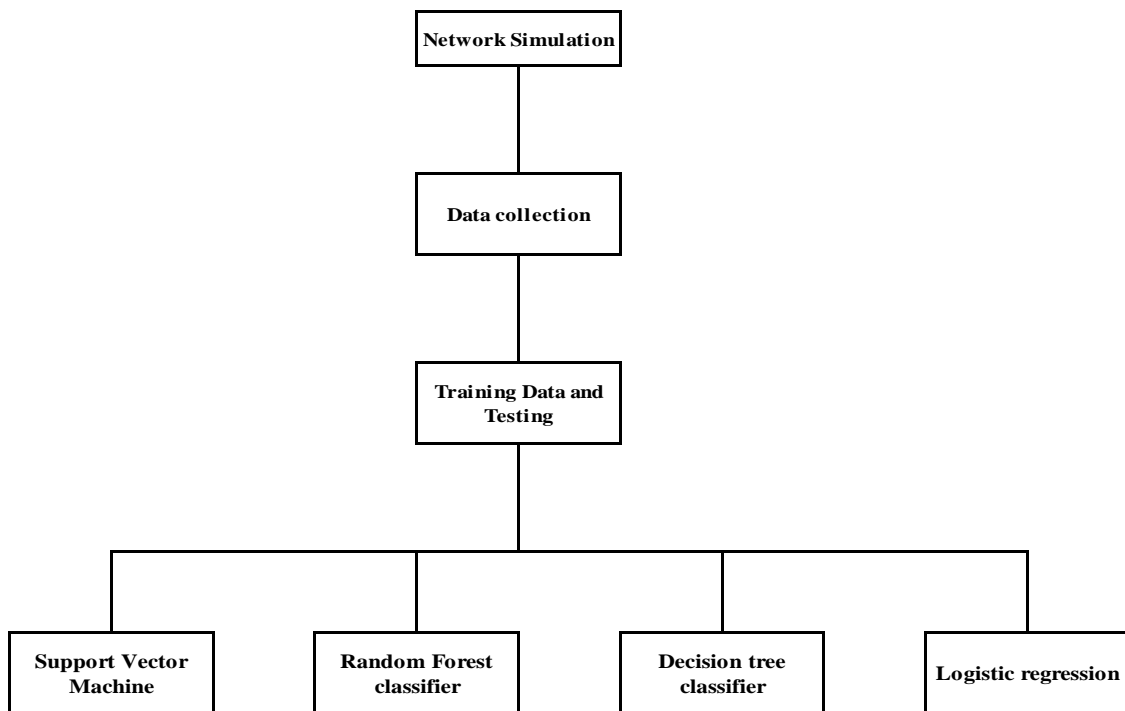 Network Simulation
Data collection
Training Data and
Testing
Support Vector
Machine
Random Forest
classifier
Decision tree
classifier
Logistic regression